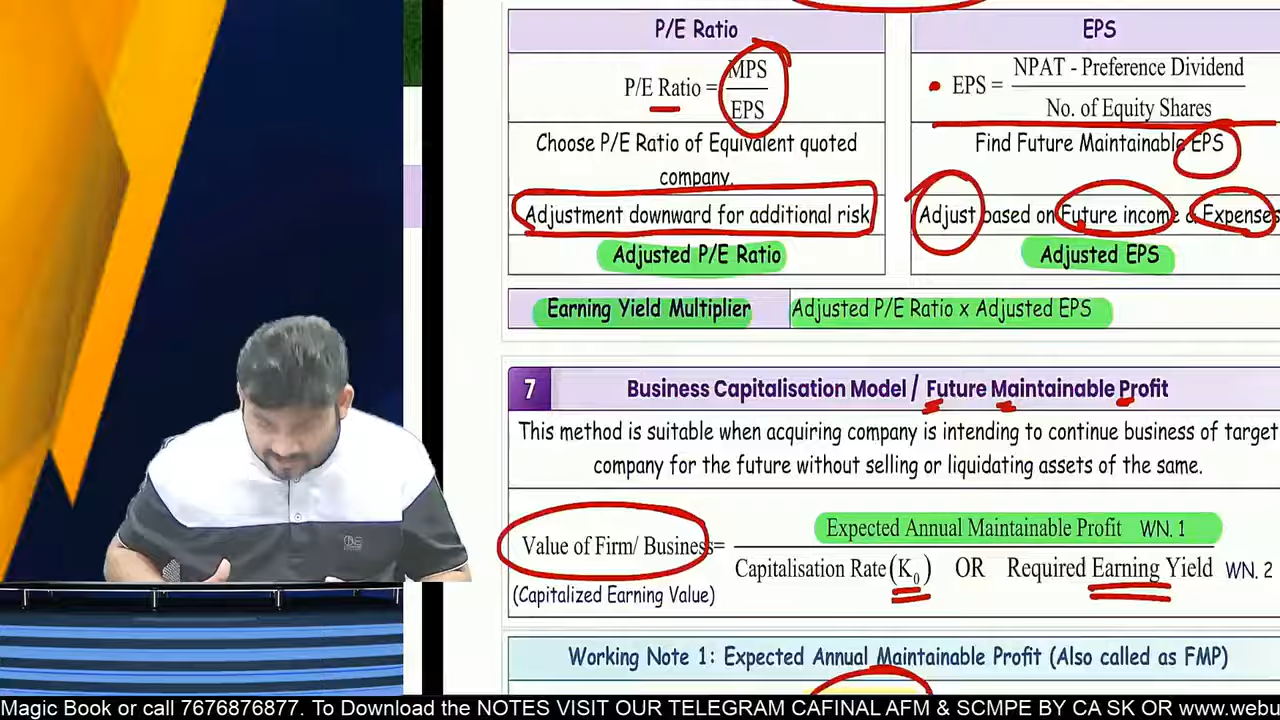 P/E Ratio
P/E Ratio = MPS / EPS
Choose P/E Ratio of Equivalent quoted
company.
Adjustment downward for additional risk
Adjusted P/E Ratio
EPS
EPS = NPAT - Preference Dividend / No. of Equity Shares
Find Future Maintainable EPS
Adjust based on Future income & Expenses
Adjusted EPS
Earning Yield Multiplier Adjusted P/E Ratio x Adjusted EPS
7 Business Capitalisation Model / Future Maintainable Profit
This method is suitable when acquiring company is intending to continue business of target
company for the future without selling or liquidating assets of the same.
Expected Annual Maintainable Profit WN. 1
Value of Firm/ Business=
Capitalisation Rate (K0) OR Required Earning Yield WN. 2
(Capitalized Earning Value)
Working Note 1: Expected Annual Maintainable Profit (Also called as FMP)
Magic Book or call 7676876877. To Download the NOTES VISIT OUR TELEGRAM CAFINAL AFM & SCMPE BY CA SK OR www.webu